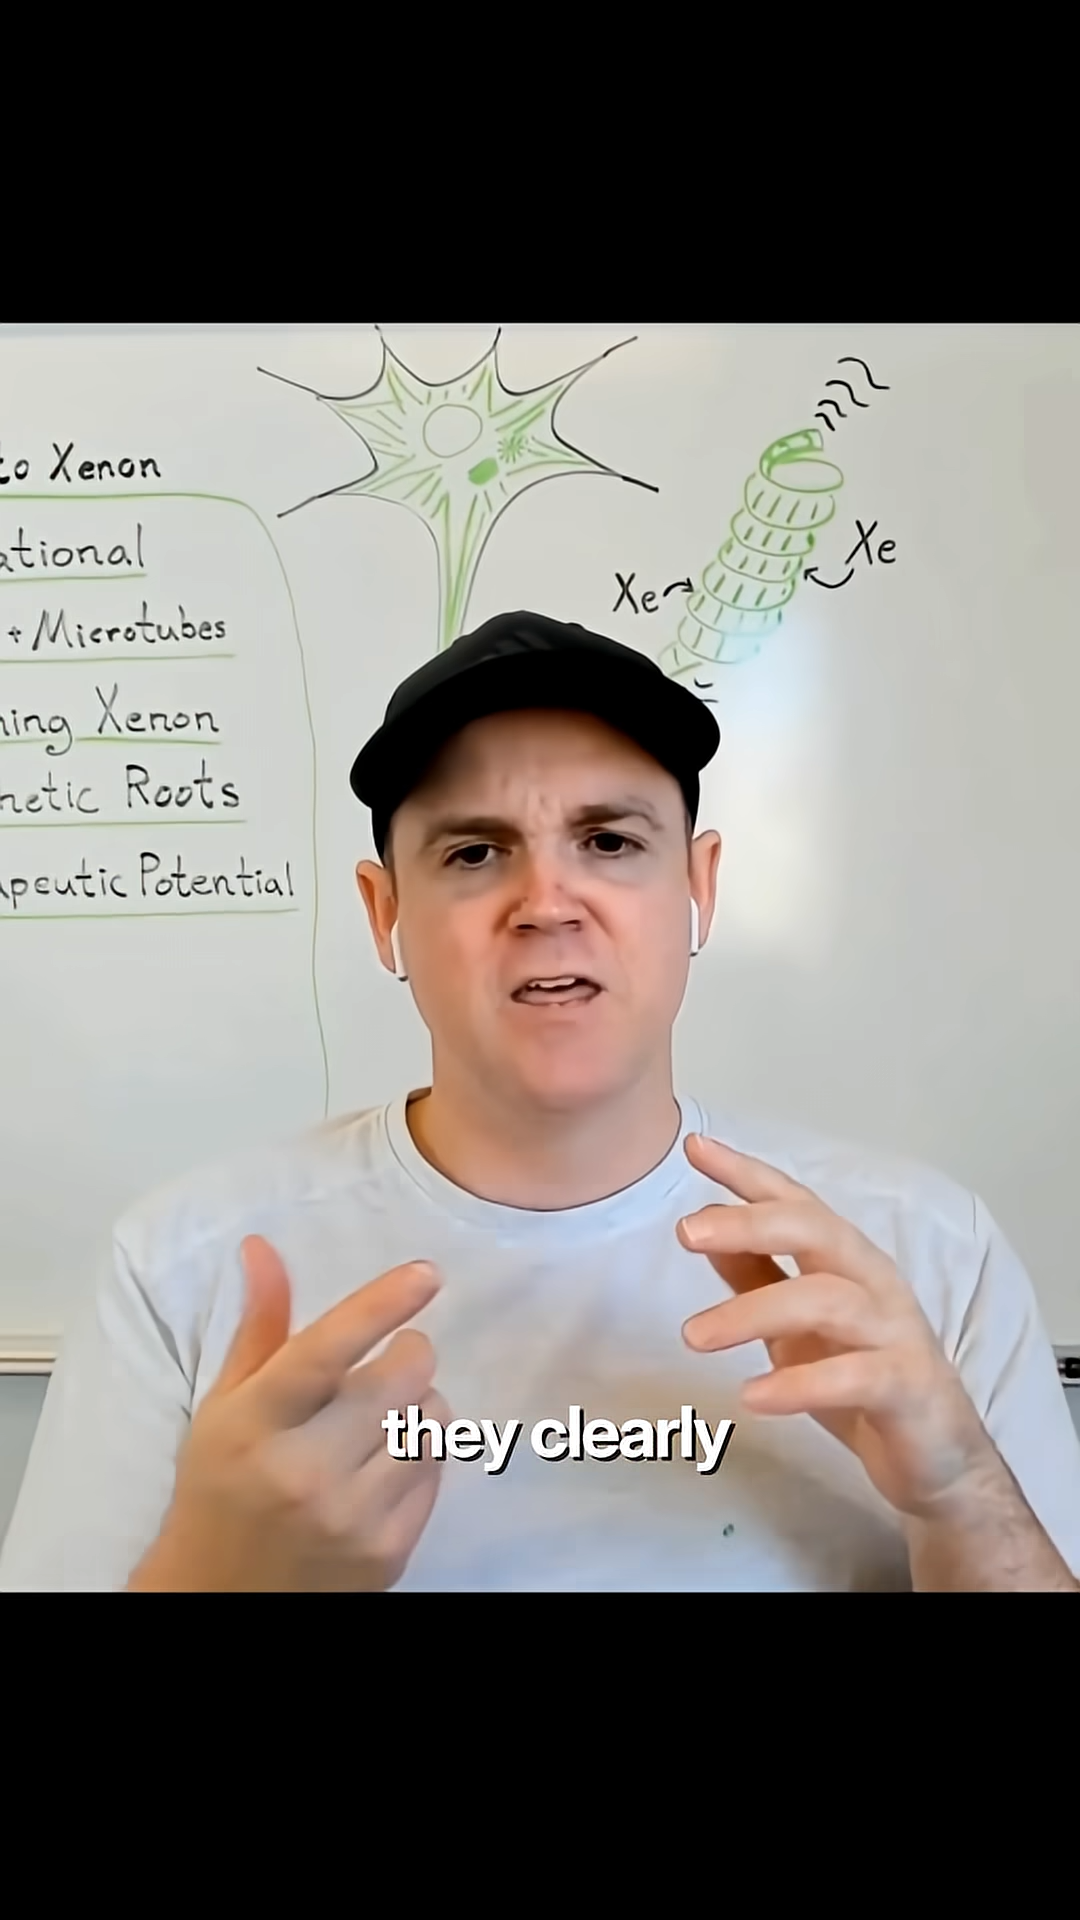 to Xenon
ational
+ Microtubes
ning Xenon
hetic Roots
apeutic Potential
Xe
Xe
they clearly